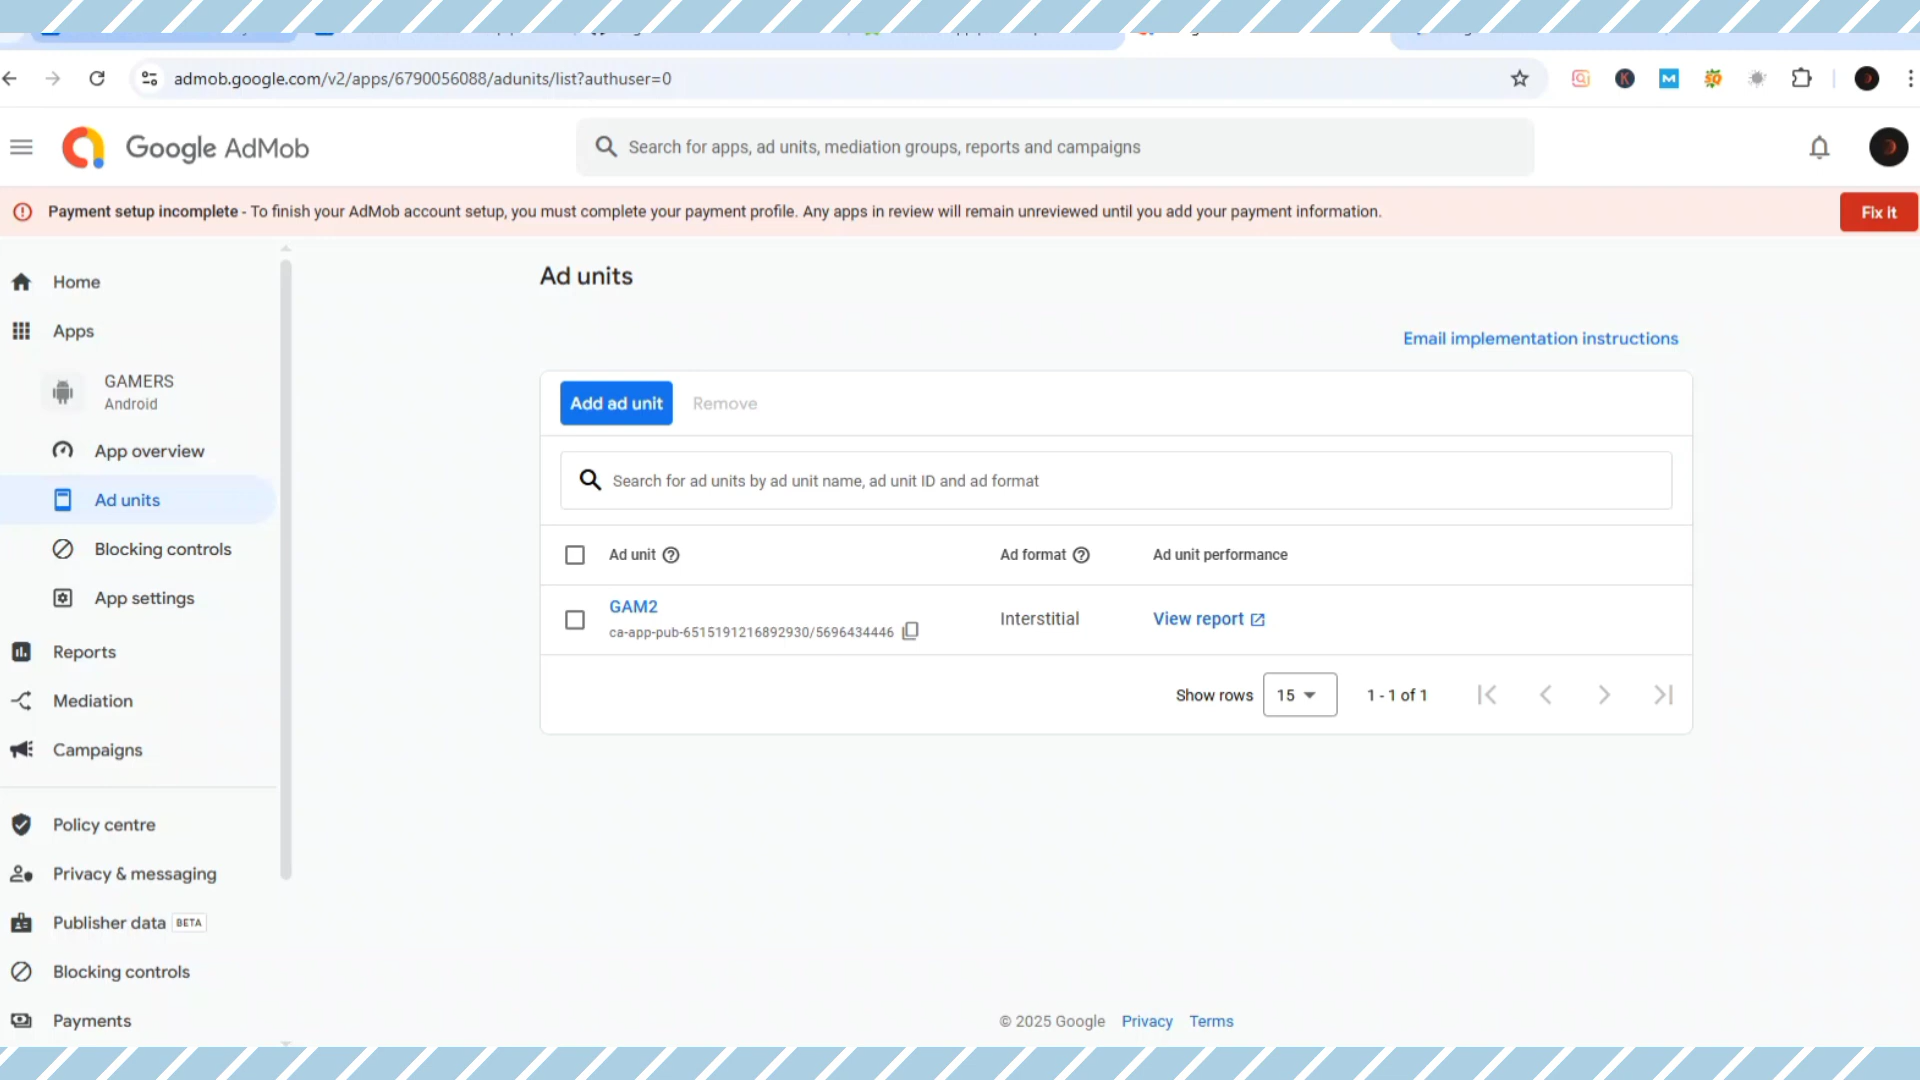 admob.google.com/v2/apps/6790056088/adunits/list?authuser=0
Google AdMob
Search for apps, ad units, mediation groups, reports and campaigns
Payment setup incomplete - To finish your AdMob account setup, you must complete your payment profile. Any apps in review will remain unreviewed until you add your payment information.
Fix it
Home
Apps
GAMERS
Android
App overview
Ad units
Blocking controls
App settings
Reports
Mediation
Campaigns
Policy centre
Privacy & messaging
Publisher data BETA
Blocking controls
Payments
Ad units
Email implementation instructions
Add ad unit Remove
Search for ad units by ad unit name, ad unit ID and ad format
Ad unit Ad format Ad unit performance
GAM2
ca-app-pub-6515191216892930/5696434446
Interstitial
View report
Show rows 15 1 - 1 of 1
© 2025 Google Privacy Terms